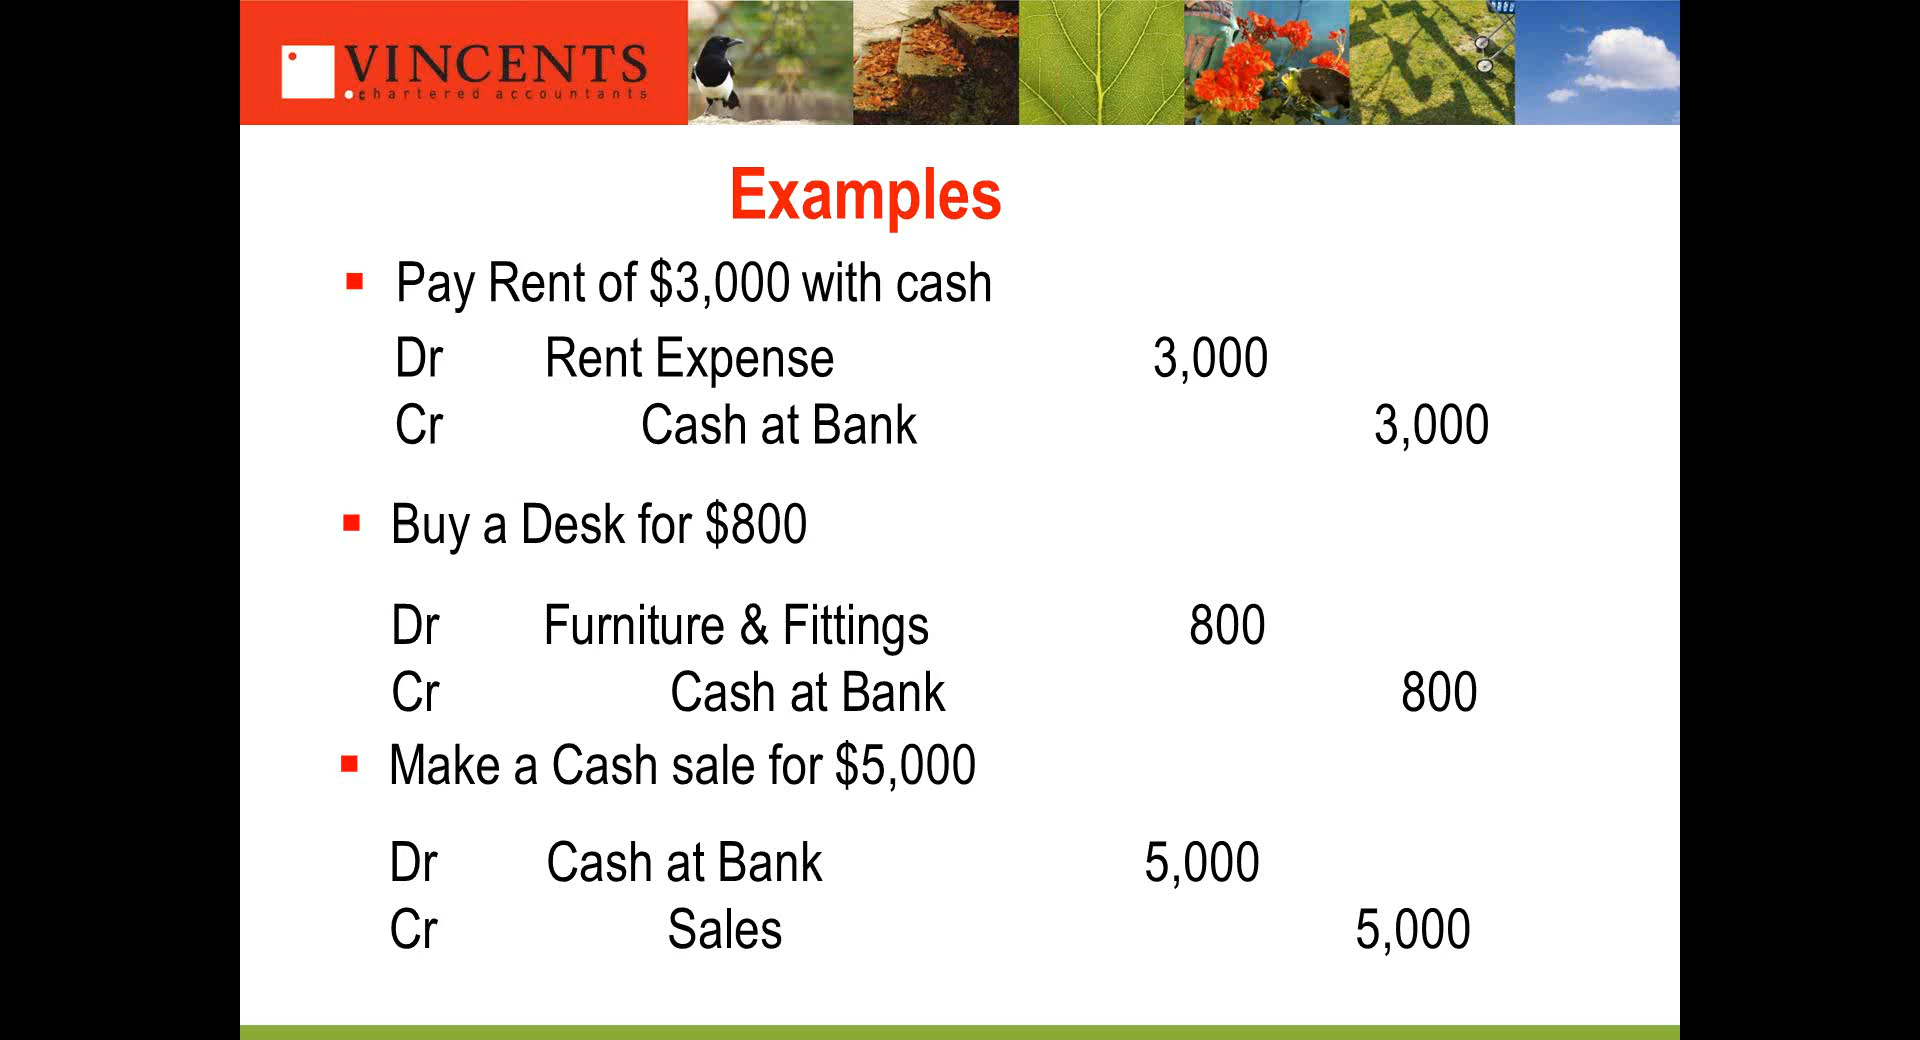 VINCENTS
chartered accountants
Examples
Pay Rent of $3,000 with cash
Dr Rent Expense 3,000
Cr Cash at Bank 3,000
Buy a Desk for $800
Dr Furniture & Fittings 800
Cr Cash at Bank 800
Make a Cash sale for $5,000
Dr Cash at Bank 5,000
Cr Sales 5,000